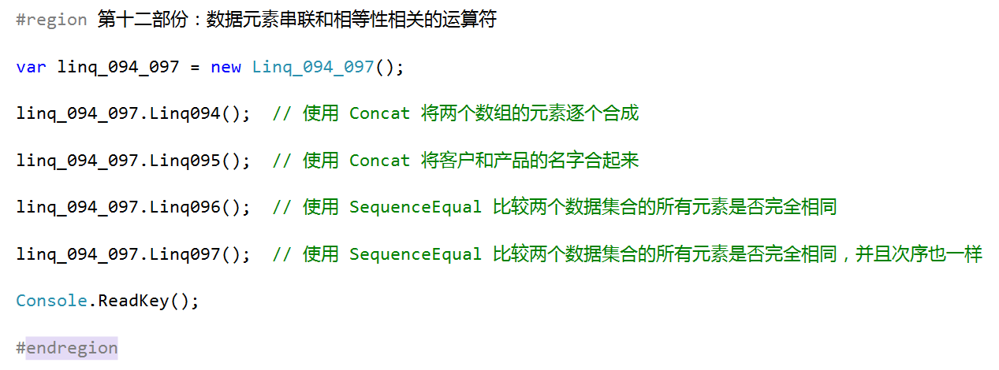 #region 第十二部份：数据元素串联和相等性相关的运算符
var linq_094_097 = new Linq_094_097();
linq_094_097.Linq094();  // 使用 Concat 将两个数组的元素逐个合成
linq_094_097.Linq095();  // 使用 Concat 将客户和产品的名字合起来
linq_094_097.Linq096();  // 使用 SequenceEqual 比较两个数据集合的所有元素是否完全相同
linq_094_097.Linq097();  // 使用 SequenceEqual 比较两个数据集合的所有元素是否完全相同，并且次序也一样
Console.ReadKey();
#endregion